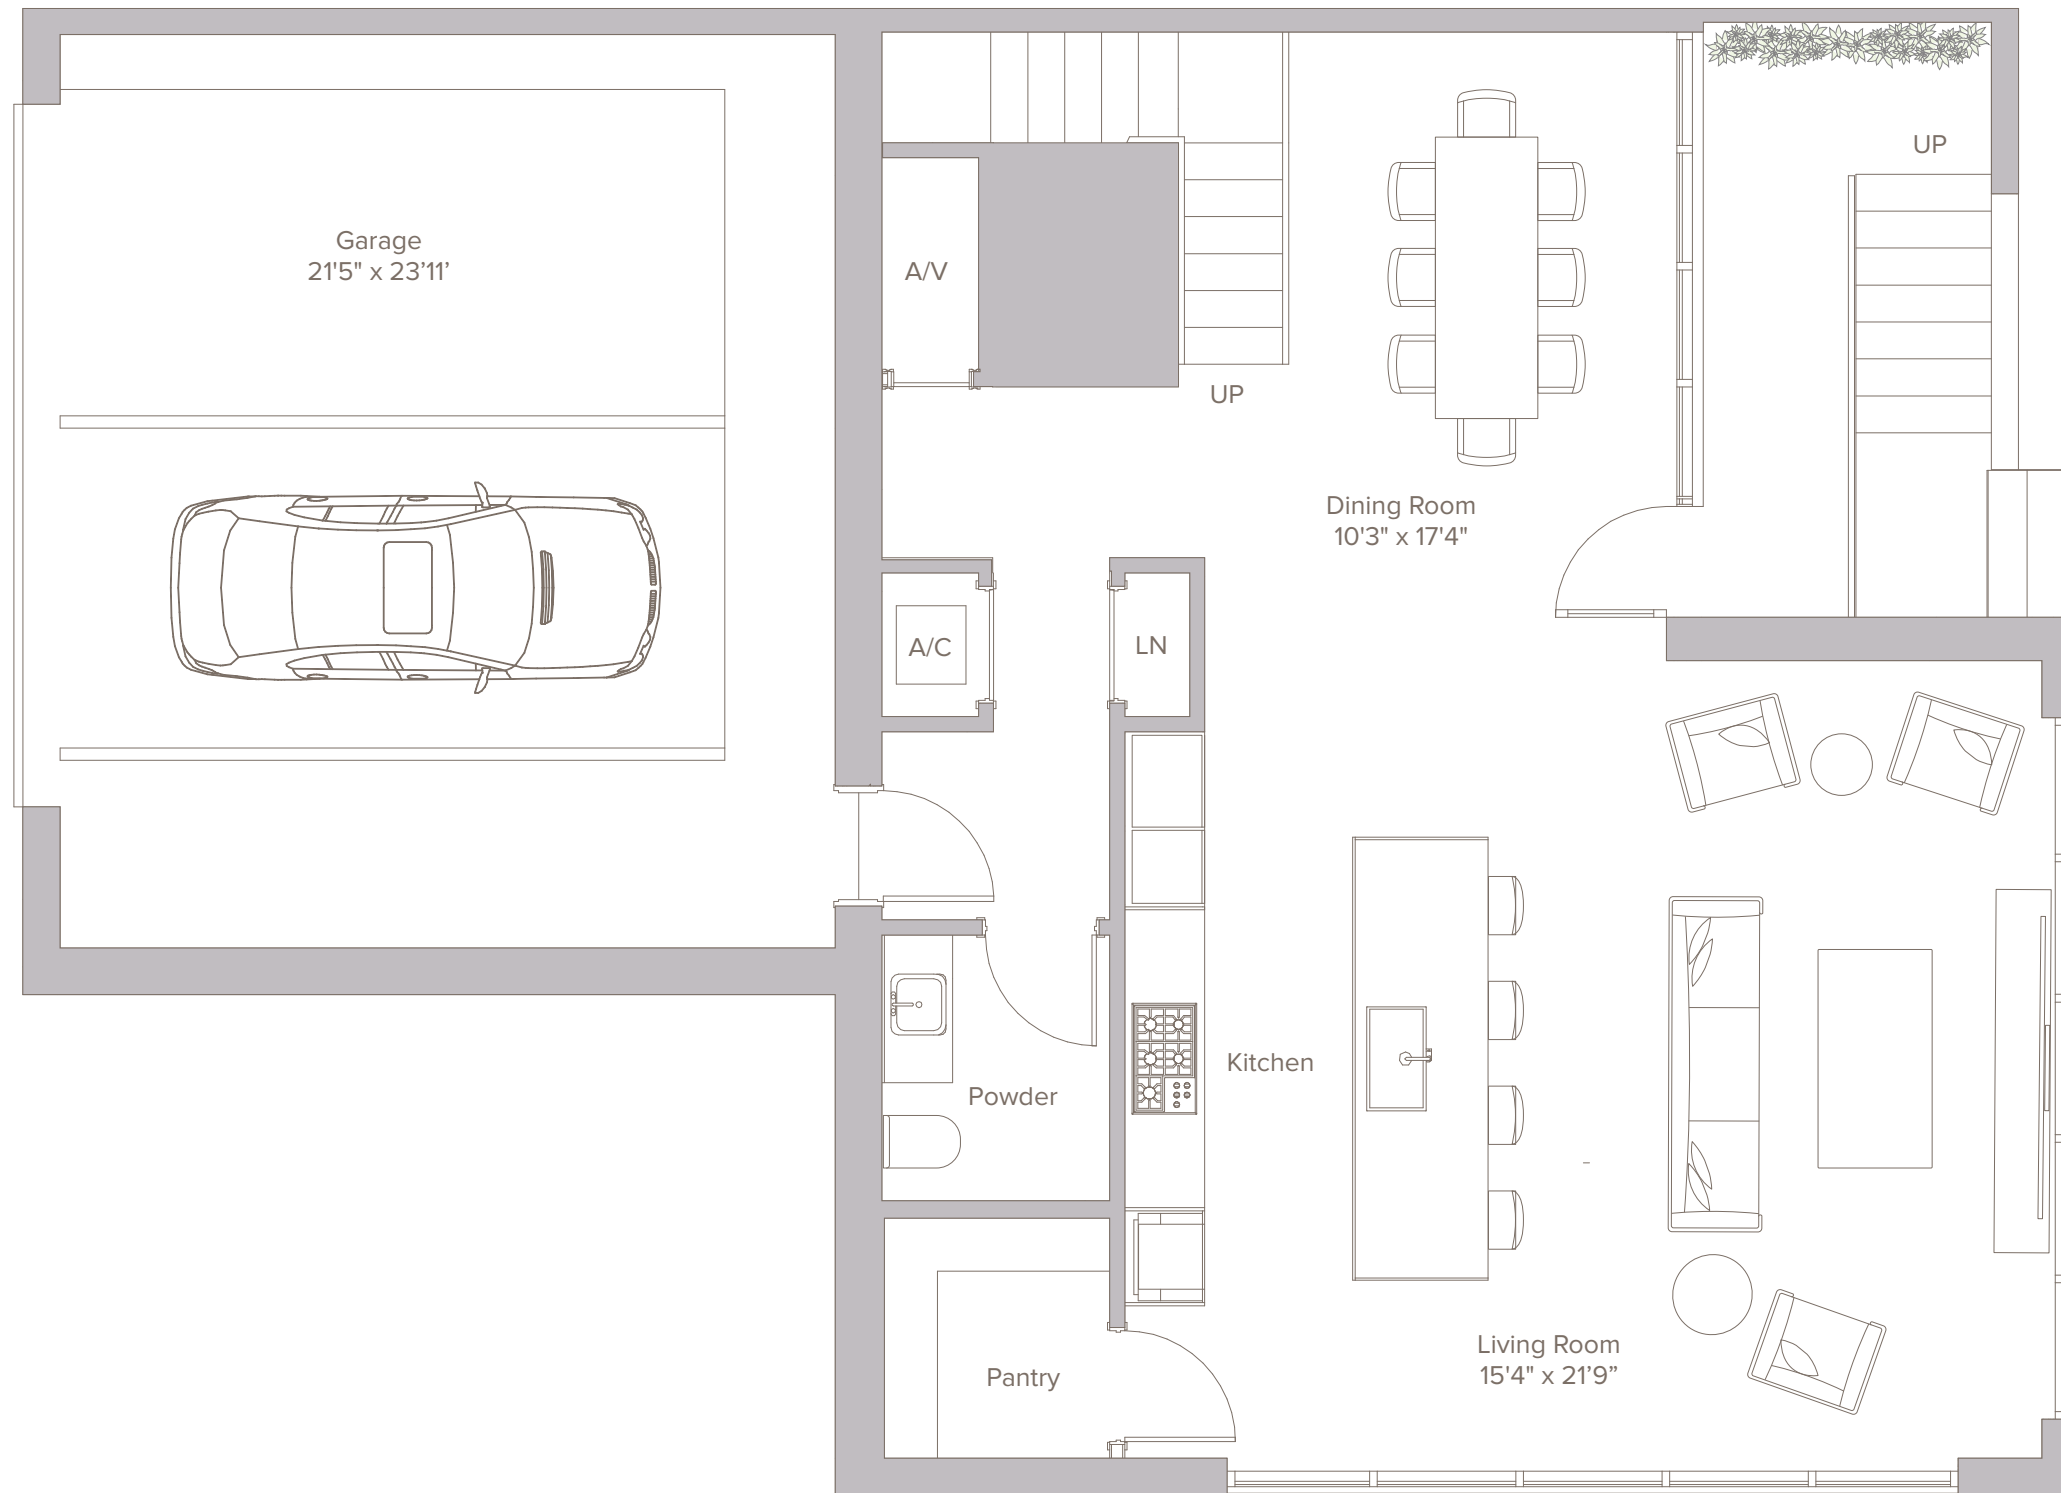 UP
Garage
21'5" x 23’11’
A/V
UP
Dining Room
10'3" x 17'4"
A/C
LN
Kitchen
Powder
Living Room
15'4" x 21’9”
Pantry